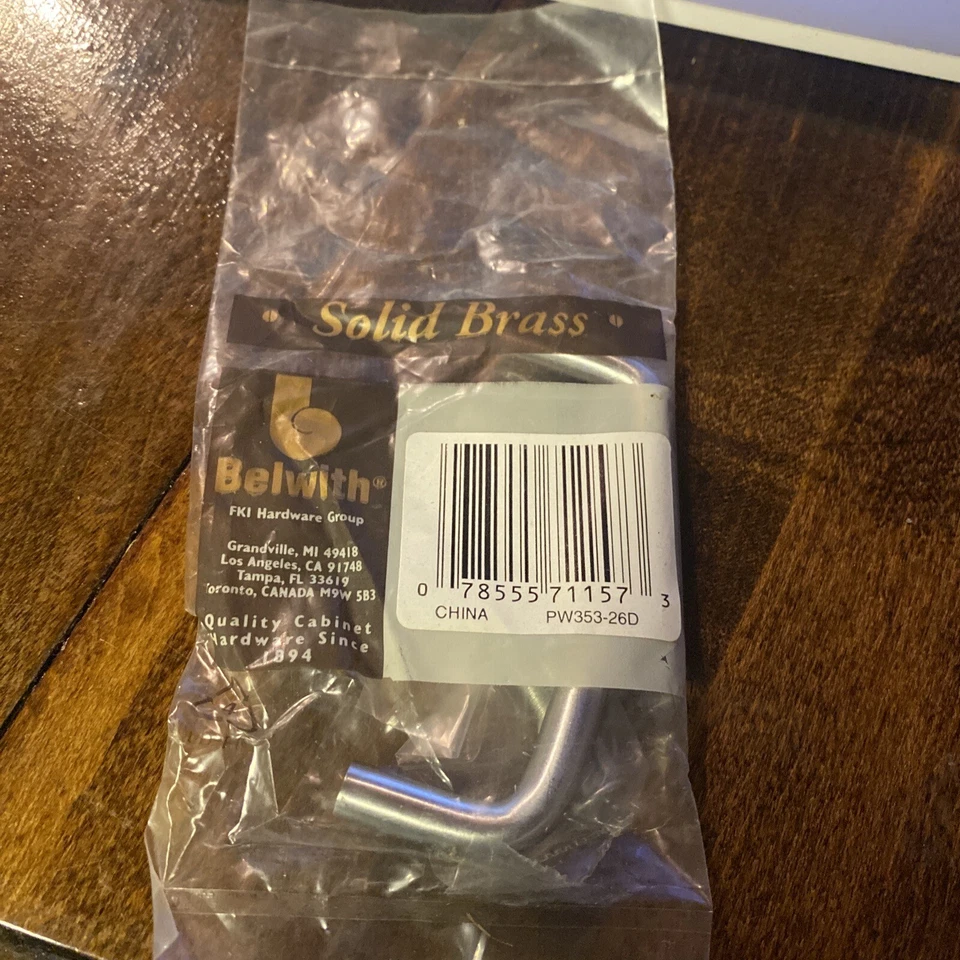 Solid Brass
b
Belwith®
FKI Hardware Group
Grandville, MI 49418
Los Angeles, CA 91748
Tampa, FL 33619
Toronto, CANADA M9W 5B3
Quality Cabinet
Hardware Since
1894
0 78555 71157 3
CHINA PW353-26D